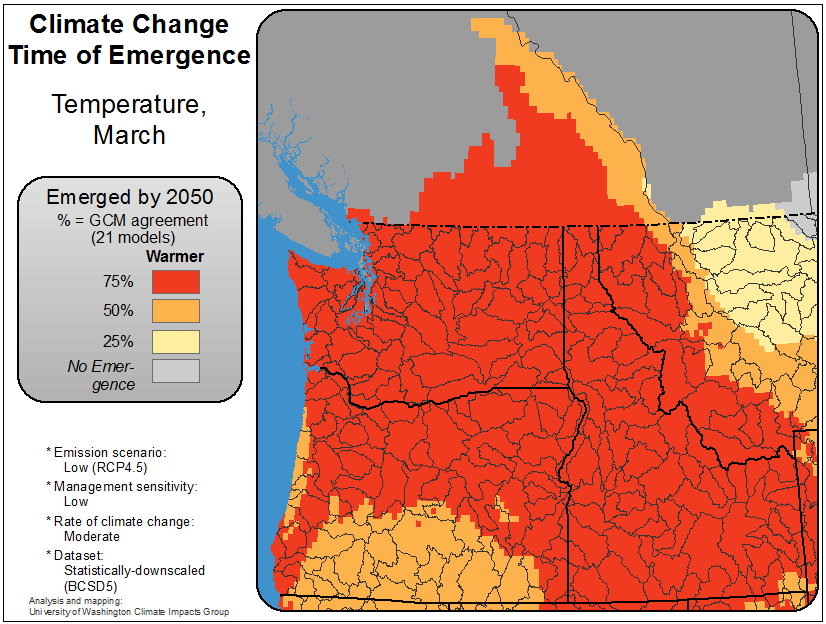 Climate Change
Time of Emergence
Temperature,
March
Emerged by 2050
% = GCM agreement
(21 models)
Warmer
75%
50%
25%
No Emer-
gence
* Emission scenario:
Low (RCP4.5)
* Management sensitivity:
Low
* Rate of climate change:
Moderate
* Dataset:
Statistically-downscaled
(BCSD5)
Analysis and mapping:
University of Washington Climate Impacts Group